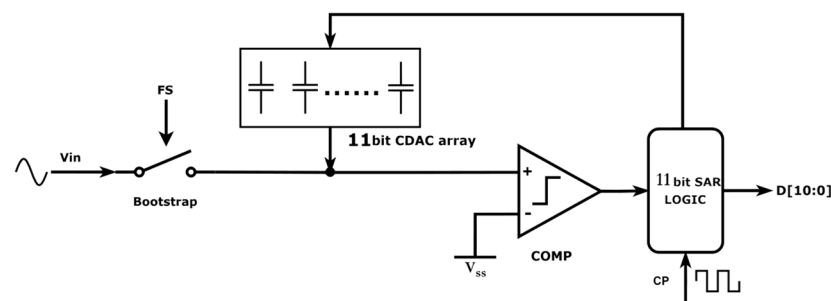 FS
11bit CDAC array
Vin
Bootstrap
+
-
COMP
Vss
11bit SAR
LOGIC
D[10:0]
CP